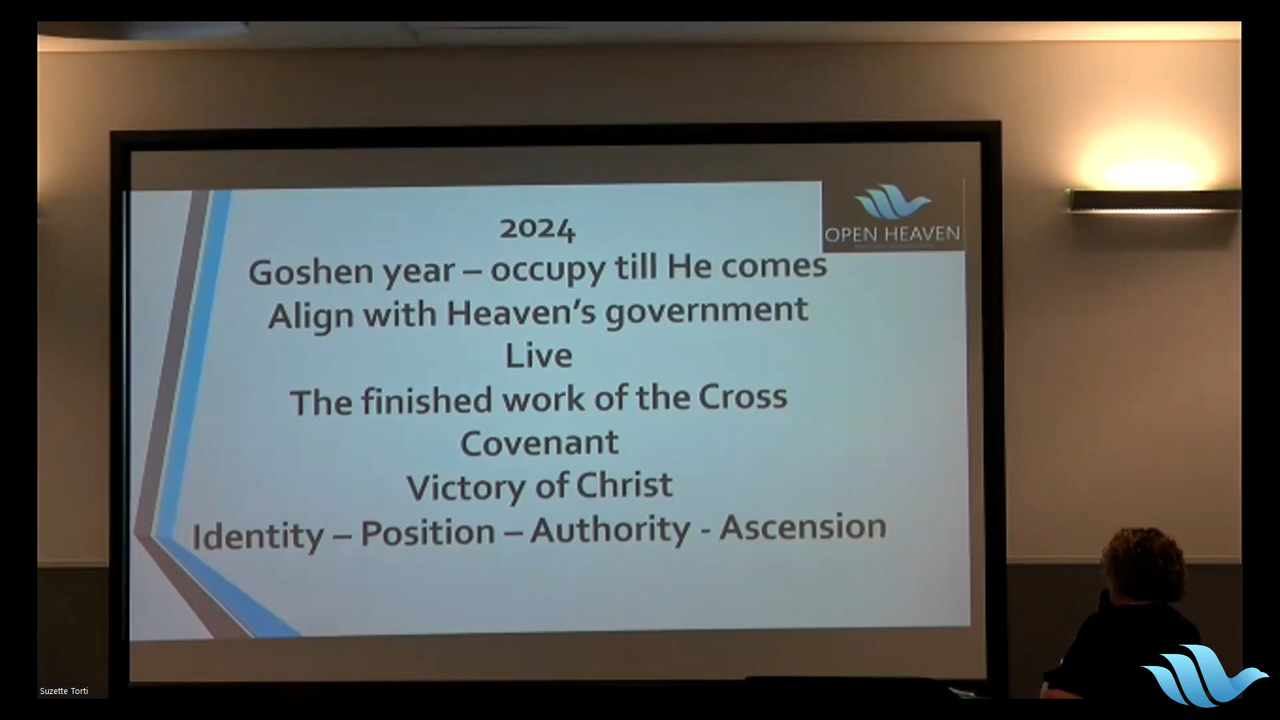 2024
Goshen year – occupy till He comes
Align with Heaven's government
Live
The finished work of the Cross
Covenant
Victory of Christ
Identity – Position – Authority - Ascension
OPEN HEAVEN
Suzette Torti